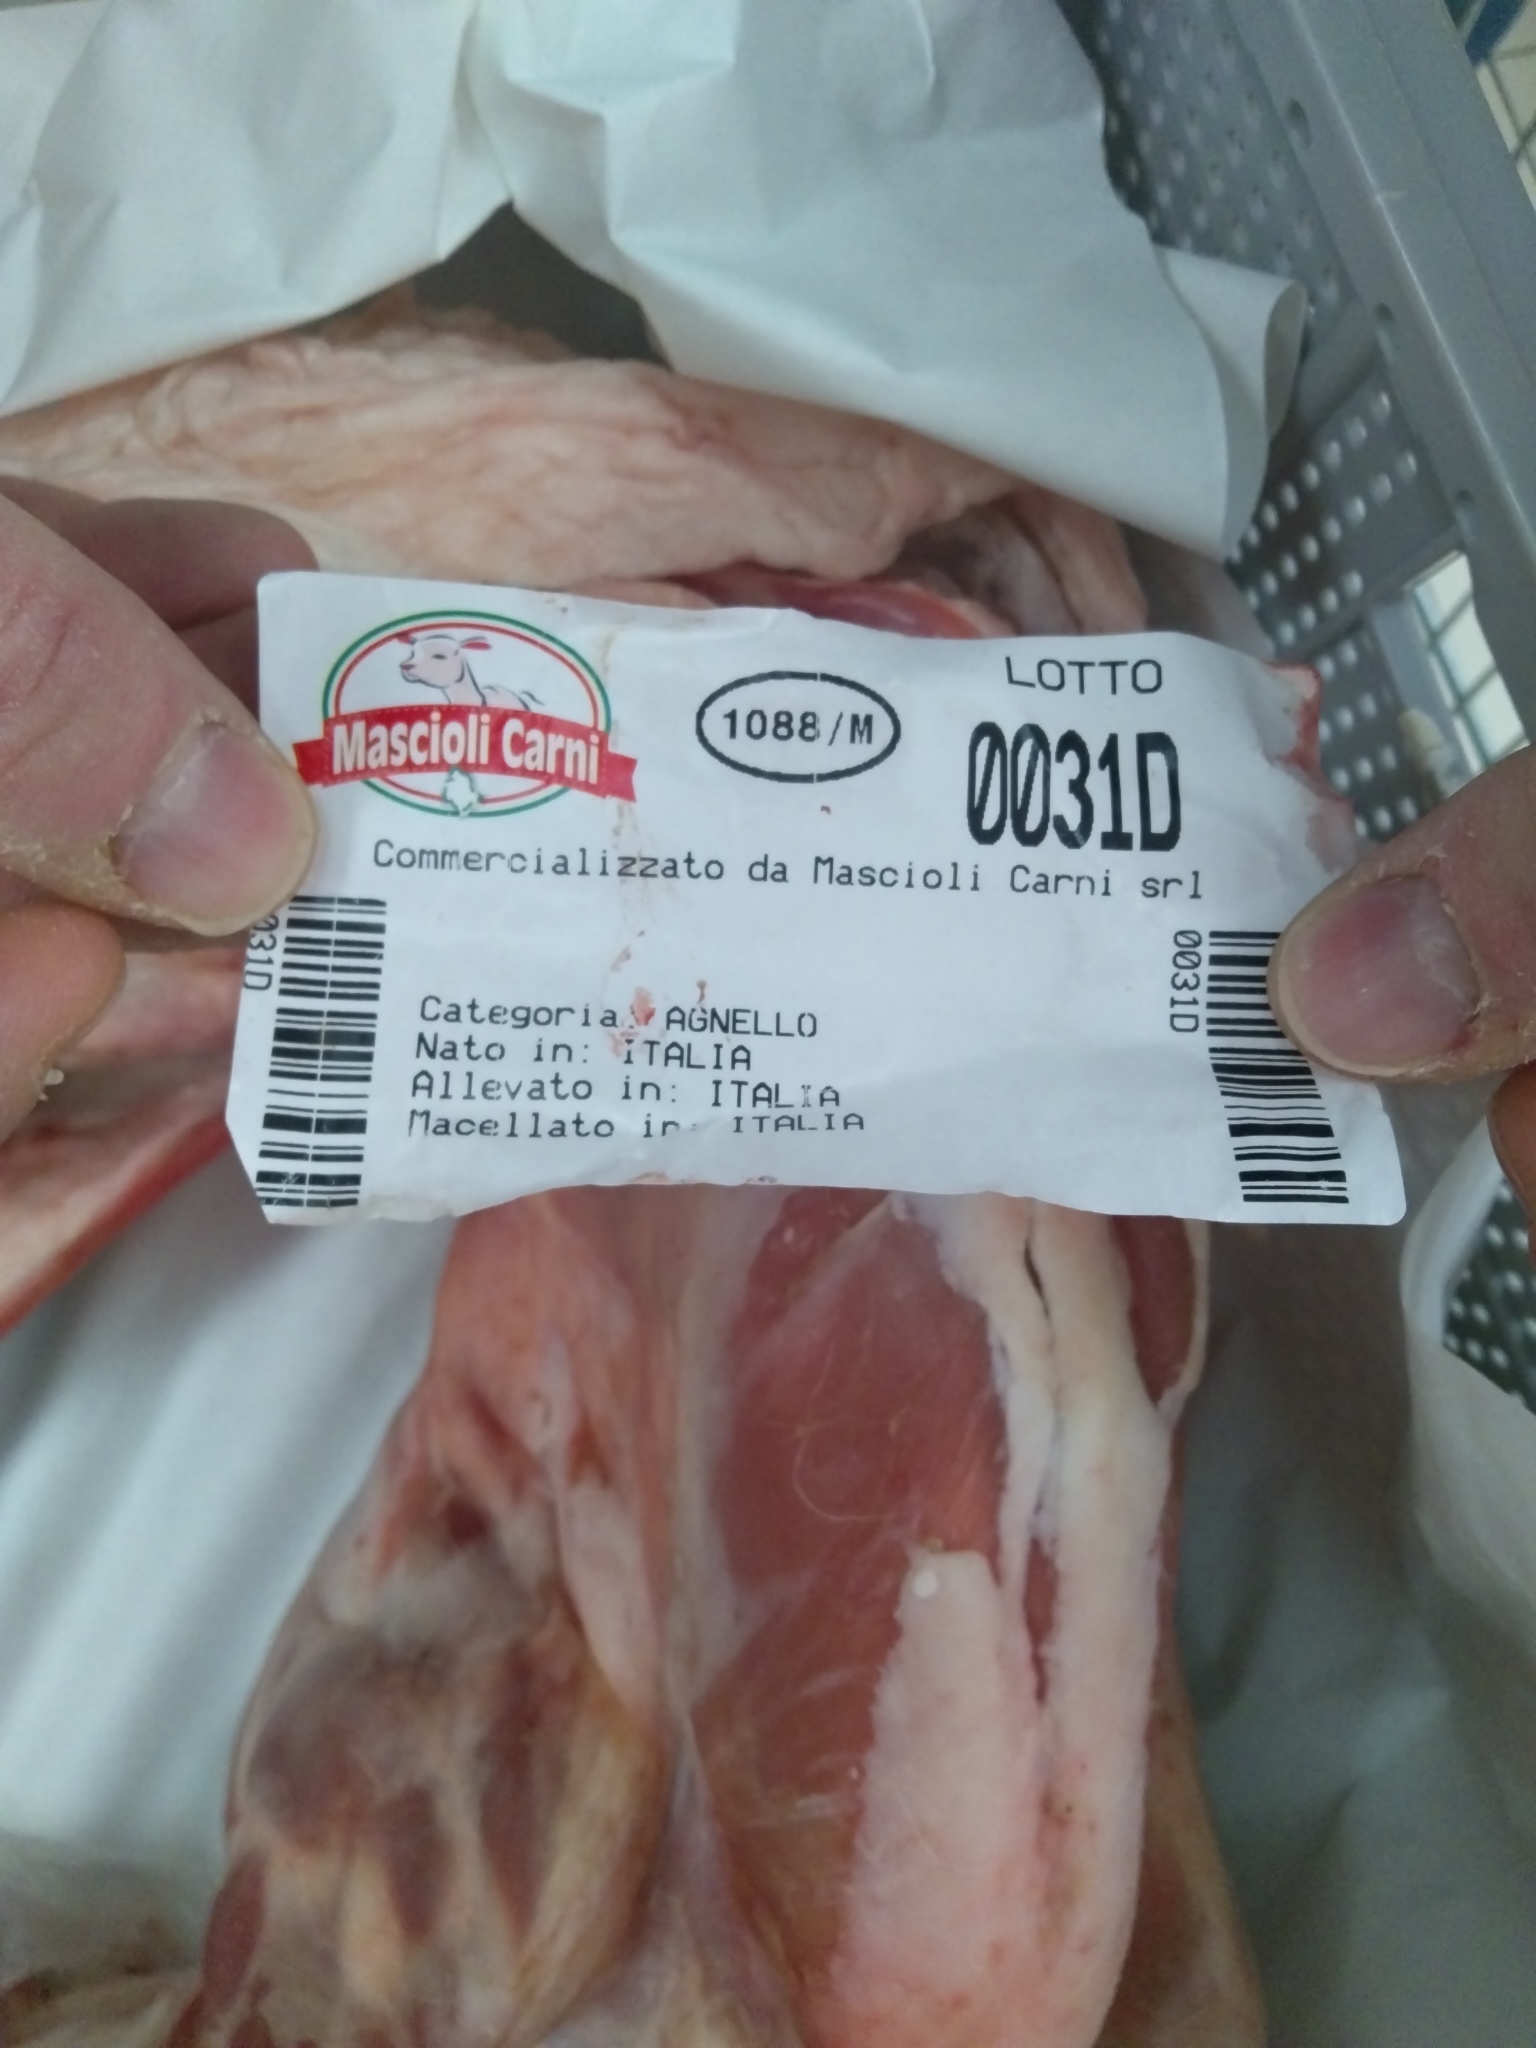 Mascioli Carni
1088/M
LOTTO
0031D
Commercializzato da Mascioli Carni srl
031D
0031D
Categoria: AGNELLO
Nato in: ITALIA
Allevato in: ITALIA
Macellato in: ITALIA